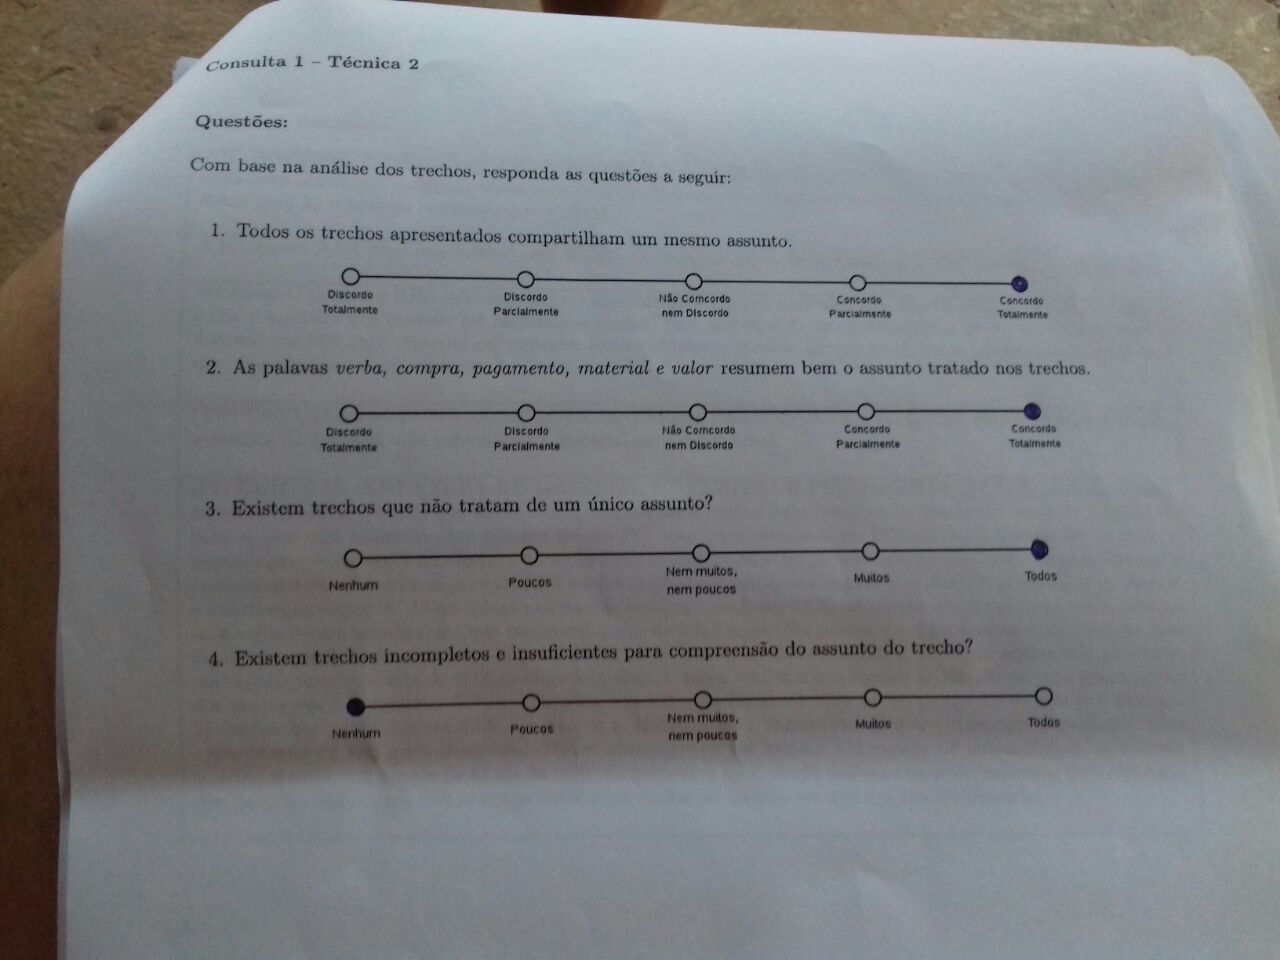 Consulta 1 – Técnica 2
Questões:
Com base na análise dos trechos, responda as questões a seguir:
1. Todos os trechos apresentados compartilham um mesmo assunto.
Discordo Discordo Não Corncordo Concordo Concordo
Totalmente Parcialmente nem Discordo Parcialmente Totalmente
2. As palavas verba, compra, pagamento, material e valor resumem bem o assunto tratado nos trechos.
Discordo Discordo Não Corncordo Concordo Concordo
Totalmente Parcialmente nem Discordo Parcialmente Totalmente
3. Existem trechos que não tratam de um único assunto?
Nenhum Poucos Nem muitos, Muitos Todos
nem poucos
4. Existem trechos incompletos e insuficientes para compreensão do assunto do trecho?
Nenhum Poucos Nem muitos, Muitos Todos
nem poucos